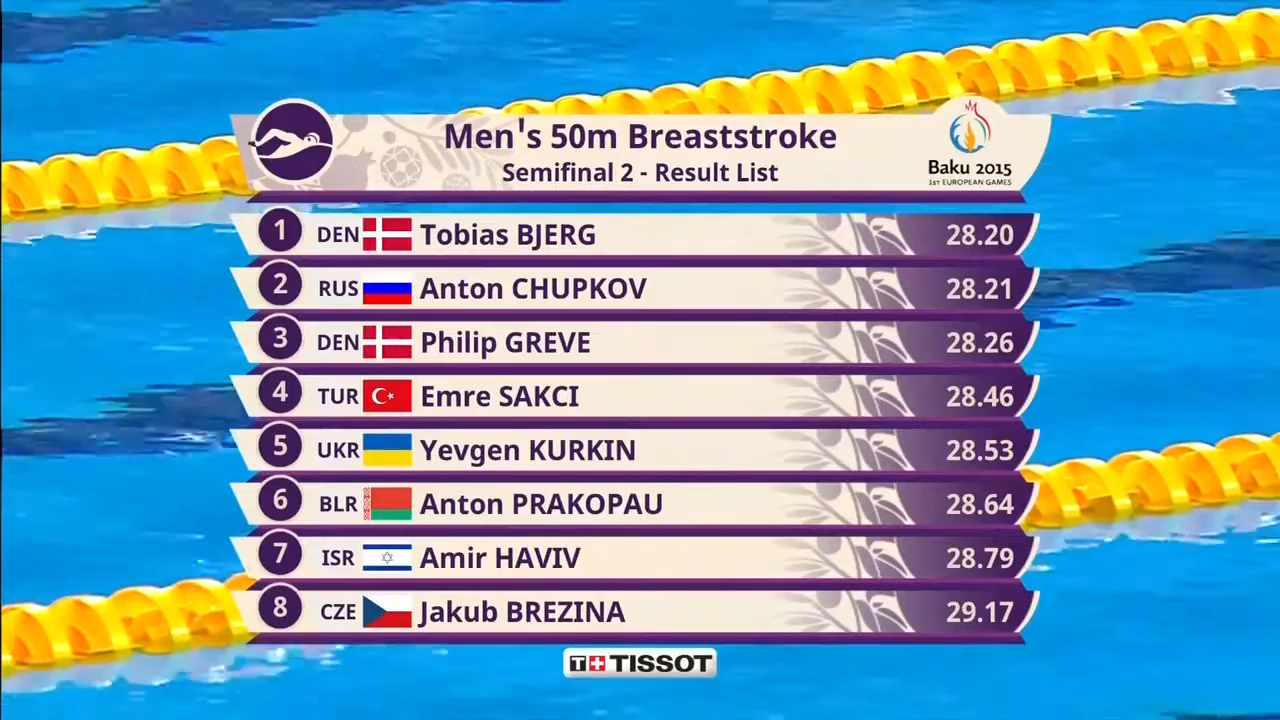 Men's 50m Breaststroke
Semifinal 2 - Result List
Baku 2015
1ST EUROPEAN GAMES
1 DEN Tobias BJERG 28.20
2 RUS Anton CHUPKOV 28.21
3 DEN Philip GREVE 28.26
4 TUR Emre SAKCI 28.46
5 UKR Yevgen KURKIN 28.53
6 BLR Anton PRAKOPAU 28.64
7 ISR Amir HAVIV 28.79
8 CZE Jakub BREZINA 29.17
T+ TISSOT